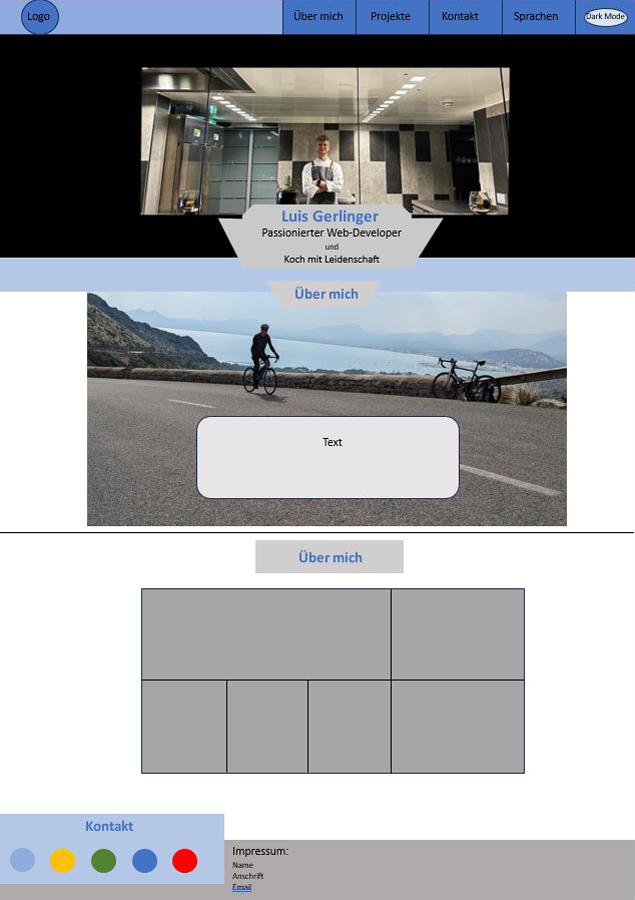 Logo
Über mich
Projekte
Kontakt
Sprachen
Dark Mode
Luis Gerlinger
Passionierter Web-Developer
und
Koch mit Leidenschaft
Über mich
Text
Über mich
Kontakt
Impressum:
Name
Anschrift
Email